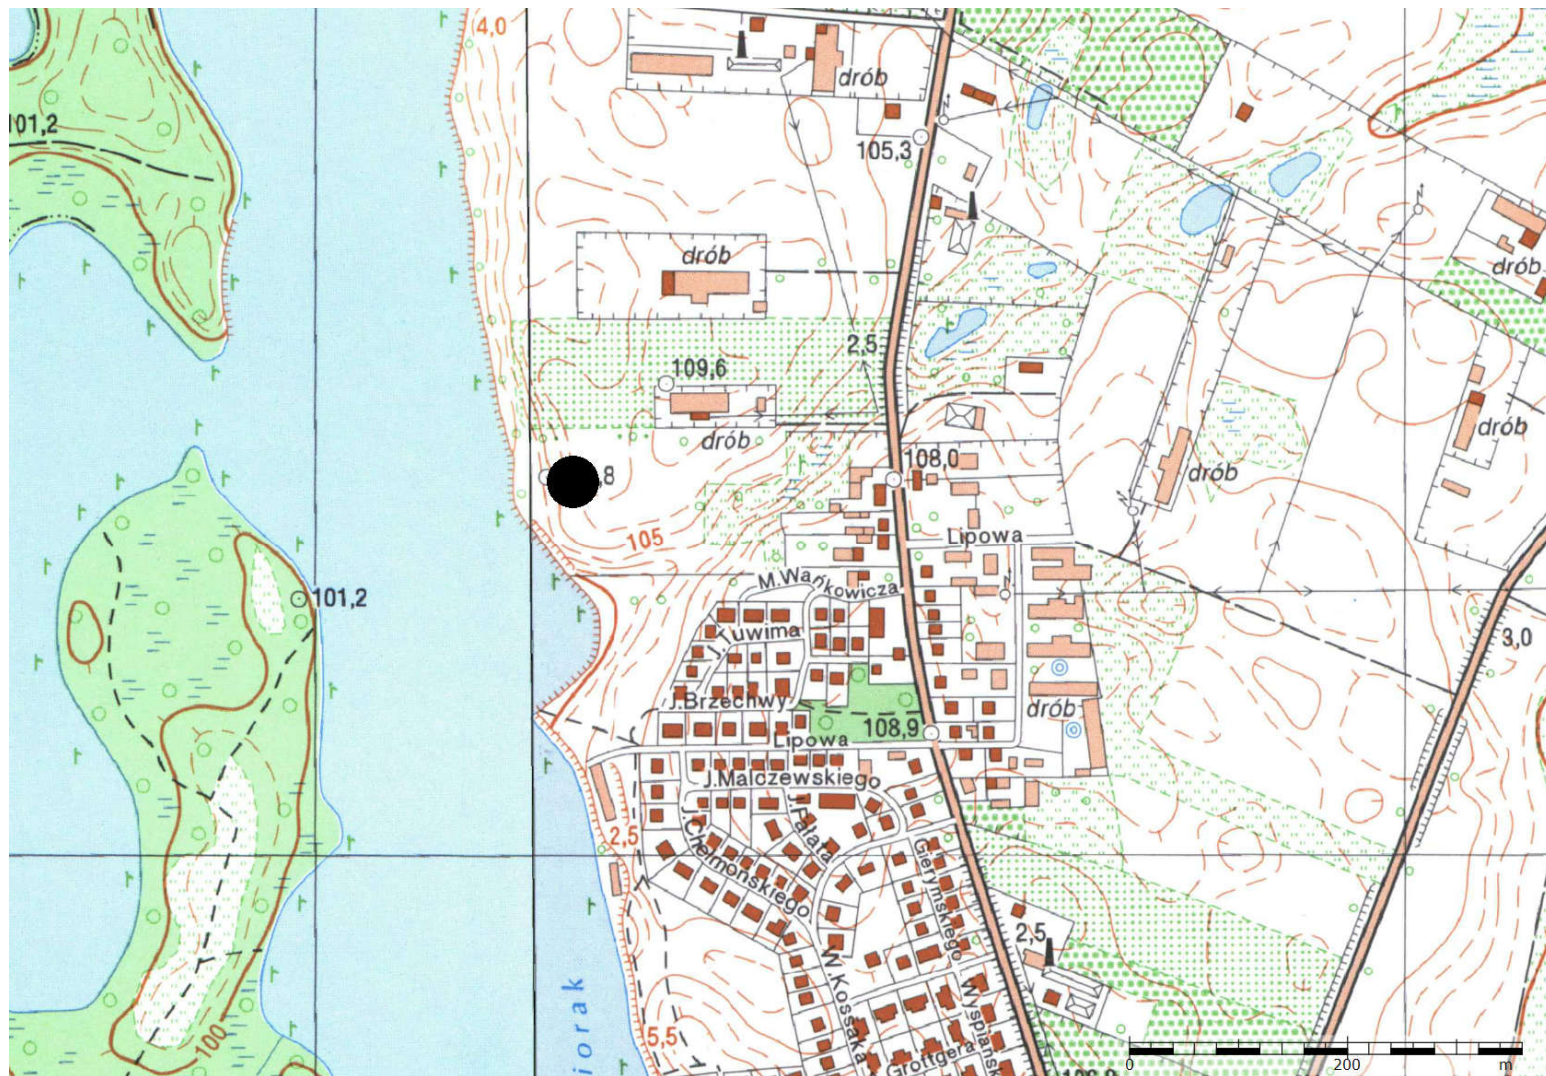 4,0
drób
101,2
105,3
drób
drób
2,5
109,6
drób
drób
drób
108,0
,8
105
Lipowa
M.Wańkowicza
101,2
J.Tuwima
3,0
J.Brzechwy
drób
108,9
Lipowa
J.Malczewskiego
J.Fałata
2,5
J.Chełmońskiego
Gierymskiego
2,5
W.Kossaka
iorak
100
5,5
Grottgera
0
200
m